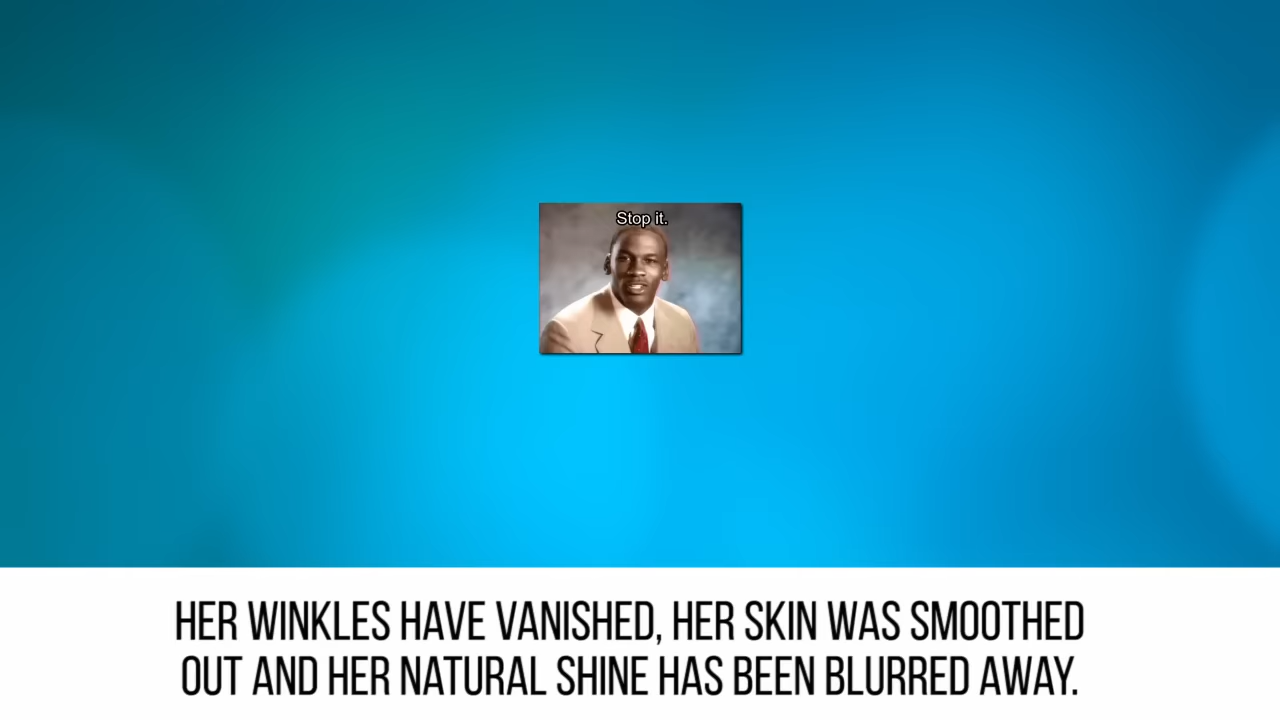 Stop it.
HER WINKLES HAVE VANISHED, HER SKIN WAS SMOOTHED
OUT AND HER NATURAL SHINE HAS BEEN BLURRED AWAY.